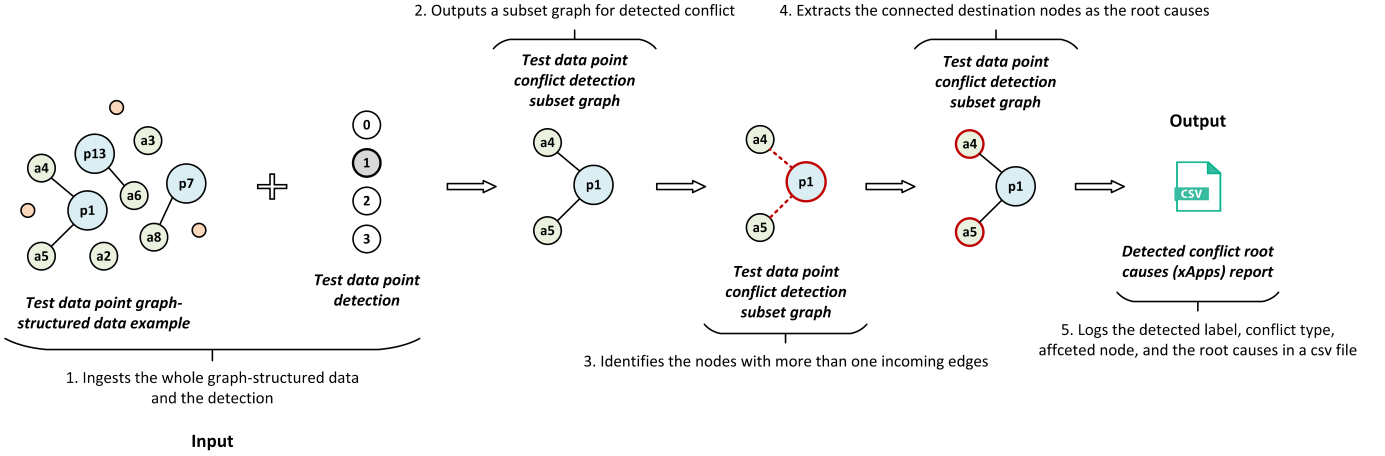 2. Outputs a subset graph for detected conflict
4. Extracts the connected destination nodes as the root causes
Test data point
conflict detection
subset graph
Test data point
conflict detection
subset graph
a3
p13
a4
p7
a6
p1
a8
a5
a2
0
1
2
3
a4
p1
a5
a4
p1
a5
a4
p1
a5
Output
CSV
Test data point graph-
structured data example
Test data point
detection
Test data point
conflict detection
subset graph
Detected conflict root
causes (xApps) report
1. Ingests the whole graph-structured data
and the detection
3. Identifies the nodes with more than one incoming edges
5. Logs the detected label, conflict type,
affceted node, and the root causes in a csv file
Input